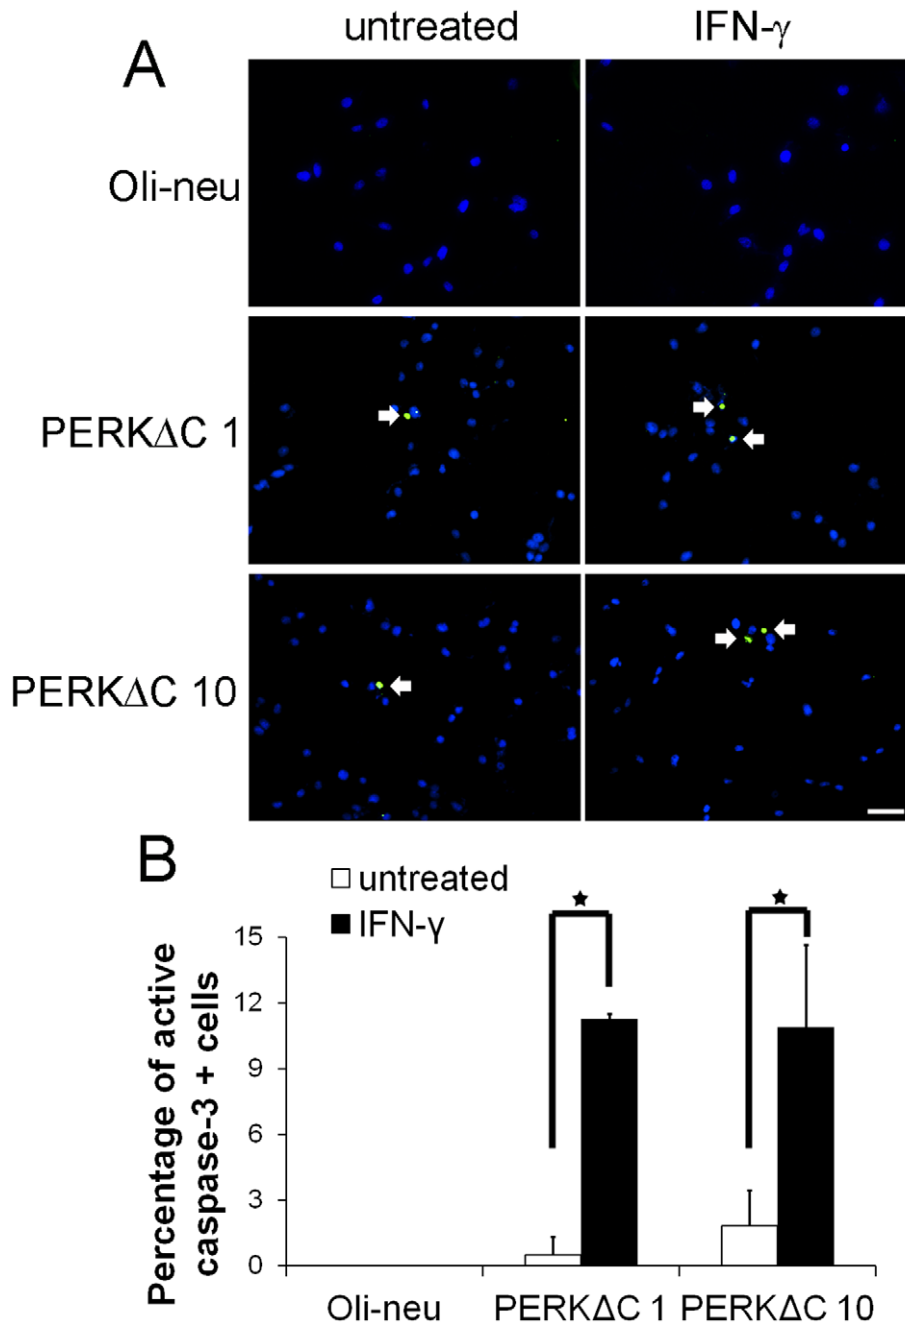 untreated IFN-γ
A
Oli-neu
PERKΔC 1
PERKΔC 10
B
untreated
IFN-γ
Percentage of active
caspase-3 + cells
15
12
9
6
3
0
Oli-neu PERKΔC 1 PERKΔC 10